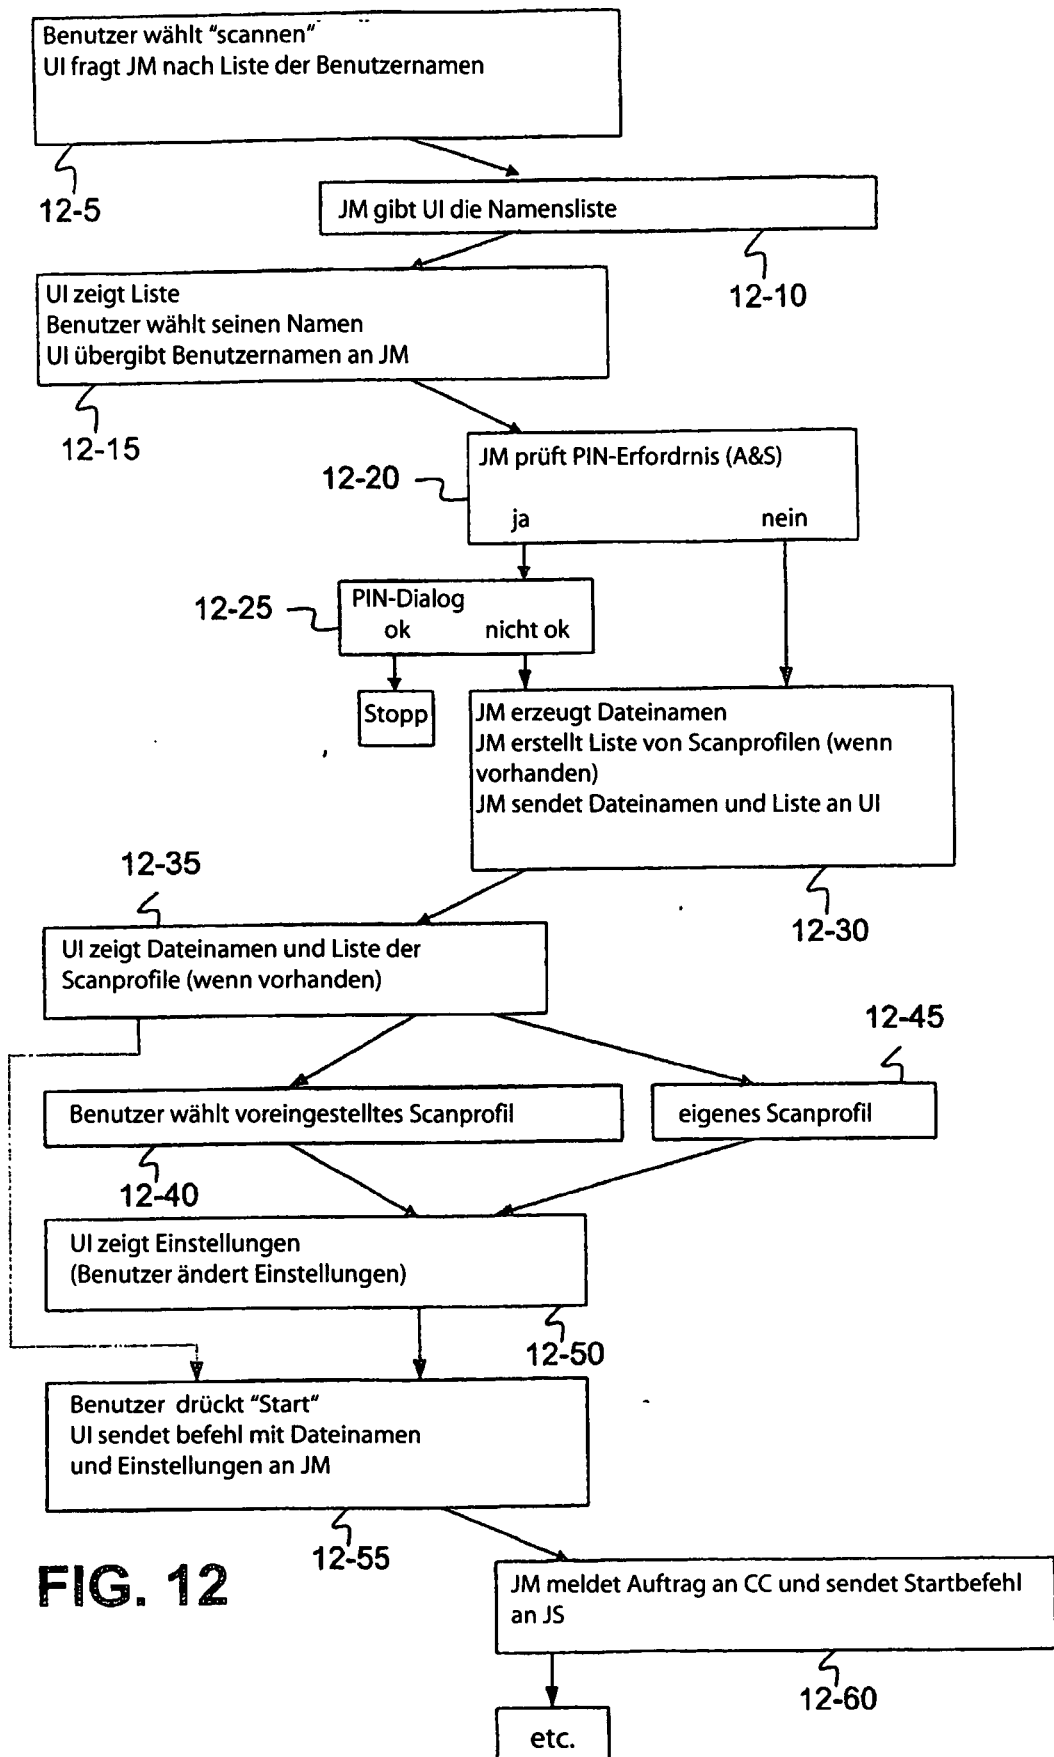 Benutzer wählt “scannen“
UI fragt JM nach Liste der Benutzernamen
12-5
JM gibt UI die Namensliste
12-10
UI zeigt Liste
Benutzer wählt seinen Namen
UI übergibt Benutzernamen an JM
12-15
JM prüft PIN-Erfordrnis (A&S)
12-20
ja nein
PIN-Dialog
12-25
ok nicht ok
Stopp
JM erzeugt Dateinamen
JM erstellt Liste von Scanprofilen (wenn
vorhanden)
JM sendet Dateinamen und Liste an UI
12-30
12-35
UI zeigt Dateinamen und Liste der
Scanprofile (wenn vorhanden)
12-45
Benutzer wählt voreingestelltes Scanprofil
eigenes Scanprofil
12-40
UI zeigt Einstellungen
(Benutzer ändert Einstellungen)
12-50
Benutzer drückt “Start“
UI sendet befehl mit Dateinamen
und Einstellungen an JM
12-55
FIG. 12
JM meldet Auftrag an CC und sendet Startbefehl
an JS
12-60
etc.